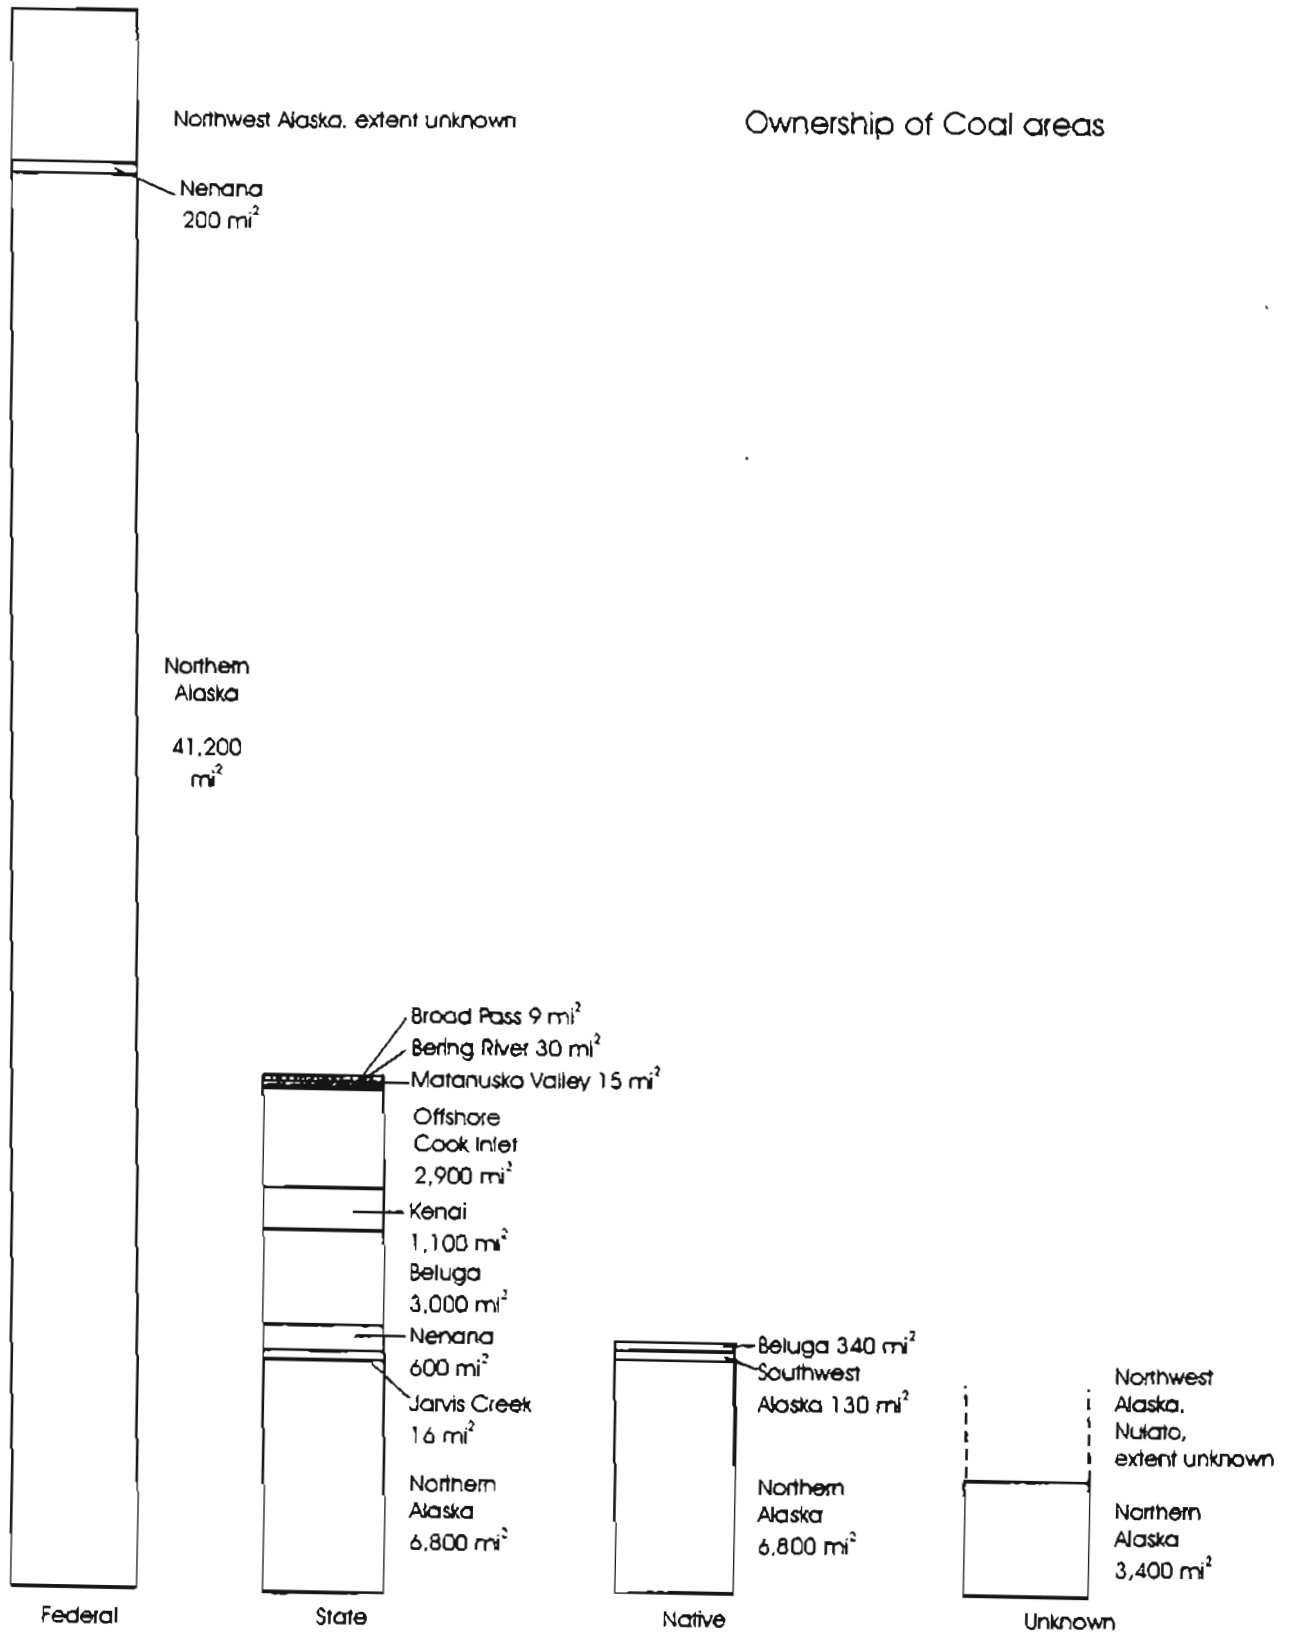 Ownership of Coal areas
Northwest Alaska, extent unknown
Nenana
200 mi²
Northern
Alaska
41,200
mi²
Federal
Broad Pass 9 mi²
Bering River 30 mi²
Matanuska Valley 15 mi²
Offshore
Cook Inlet
2,900 mi²
Kenai
1,100 mi²
Beluga
3,000 mi²
Nenana
600 mi²
Jarvis Creek
16 mi²
Northern
Alaska
6,800 mi²
State
Beluga 340 mi²
Southwest
Alaska 130 mi²
Northern
Alaska
6,800 mi²
Native
Northwest
Alaska,
Nulato,
extent unknown
Northern
Alaska
3,400 mi²
Unknown